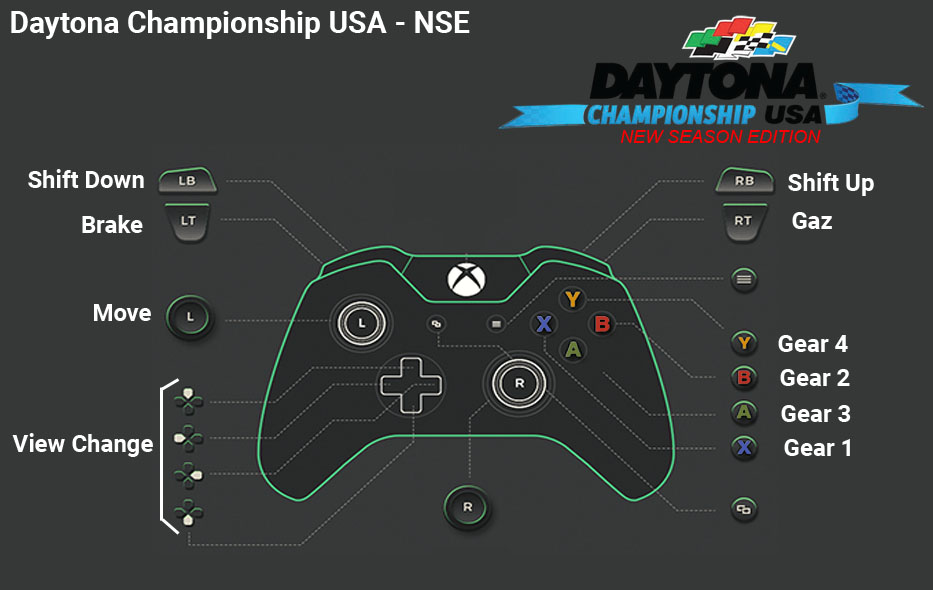 Daytona Championship USA - NSE
DAYTONA
CHAMPIONSHIP USA
NEW SEASON EDITION
Shift Down LB
RB Shift Up
Brake LT
RT Gaz
Move L
L
Y
X
B
A
R
Y Gear 4
B Gear 2
A Gear 3
View Change
X Gear 1
R